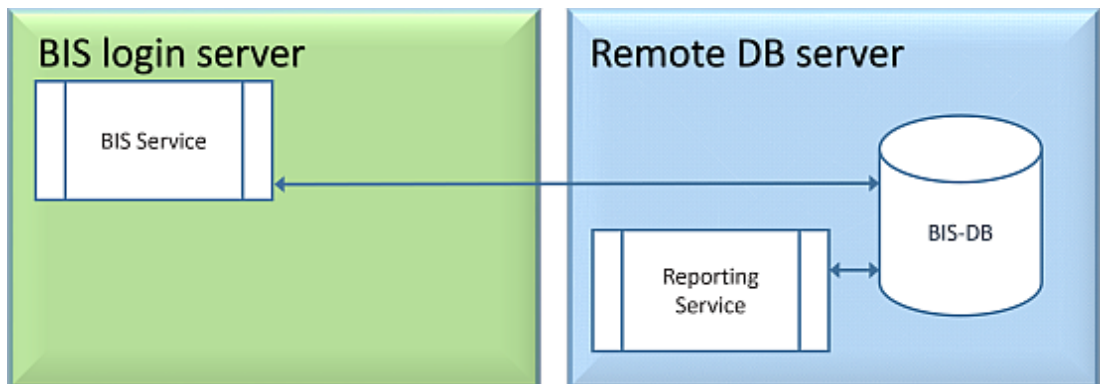 BIS login server
BIS Service
Remote DB server
BIS-DB
Reporting
Service